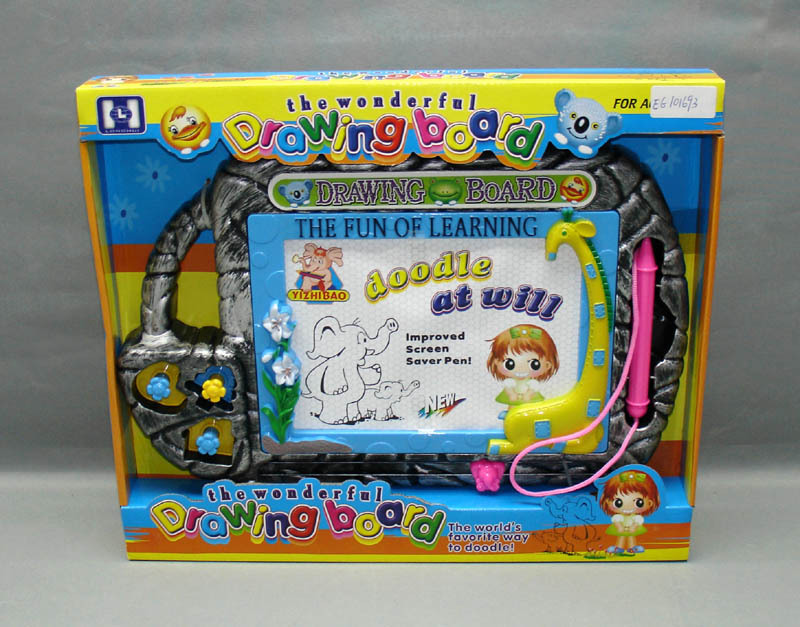 the wonderful
Drawing board
LONGHUI
FOR A
EG101693
DRAWING BOARD
THE FUN OF LEARNING
YIZHIBAO
doodle
at will
Improved
Screen
Saver Pen!
NEW
the wonderful
Drawing board
The world's
favorite way
to doodle!